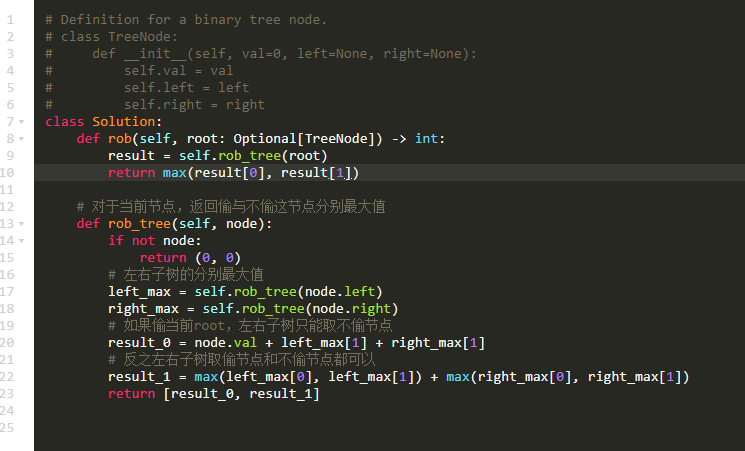 1 # Definition for a binary tree node.
2 # class TreeNode:
3 #     def __init__(self, val=0, left=None, right=None):
4 #         self.val = val
5 #         self.left = left
6 #         self.right = right
7 class Solution:
8     def rob(self, root: Optional[TreeNode]) -> int:
9         result = self.rob_tree(root)
10         return max(result[0], result[1])
11
12     # 对于当前节点，返回偷与不偷这节点分别最大值
13     def rob_tree(self, node):
14         if not node:
15             return (0, 0)
16         # 左右子树的分别最大值
17         left_max = self.rob_tree(node.left)
18         right_max = self.rob_tree(node.right)
19         # 如果偷当前root，左右子树只能取不偷节点
20         result_0 = node.val + left_max[1] + right_max[1]
21         # 反之左右子树取偷节点和不偷节点都可以
22         result_1 = max(left_max[0], left_max[1]) + max(right_max[0], right_max[1])
23         return [result_0, result_1]
24
25